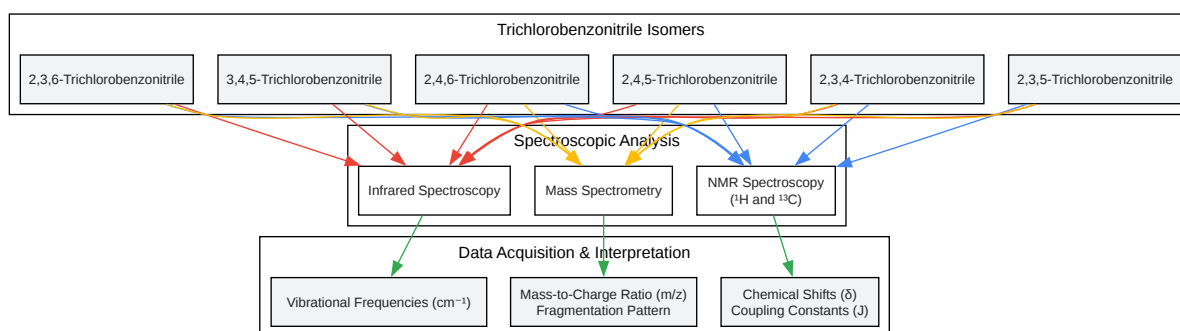 Trichlorobenzonitrile Isomers
2,3,6-Trichlorobenzonitrile
3,4,5-Trichlorobenzonitrile
2,4,6-Trichlorobenzonitrile
2,4,5-Trichlorobenzonitrile
2,3,4-Trichlorobenzonitrile
2,3,5-Trichlorobenzonitrile
Spectroscopic Analysis
Infrared Spectroscopy
Mass Spectrometry
NMR Spectroscopy
(¹H and ¹³C)
Data Acquisition & Interpretation
Vibrational Frequencies (cm⁻¹)
Mass-to-Charge Ratio (m/z)
Fragmentation Pattern
Chemical Shifts (δ)
Coupling Constants (J)